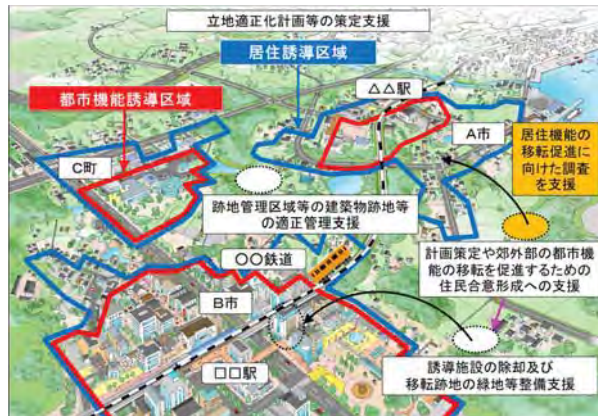 立地適正化計画等の策定支援
居住誘導区域
都市機能誘導区域
△△駅
A市
居住機能の
移転促進に
向けた調査
を支援
C町
跡地管理区域等の建築物跡地等
の適正管理支援
〇〇鉄道
計画策定や郊外部の都市機
能の移転を促進するための
住民合意形成への支援
B市
□□駅
誘導施設の除却及び
移転跡地の緑地等整備支援